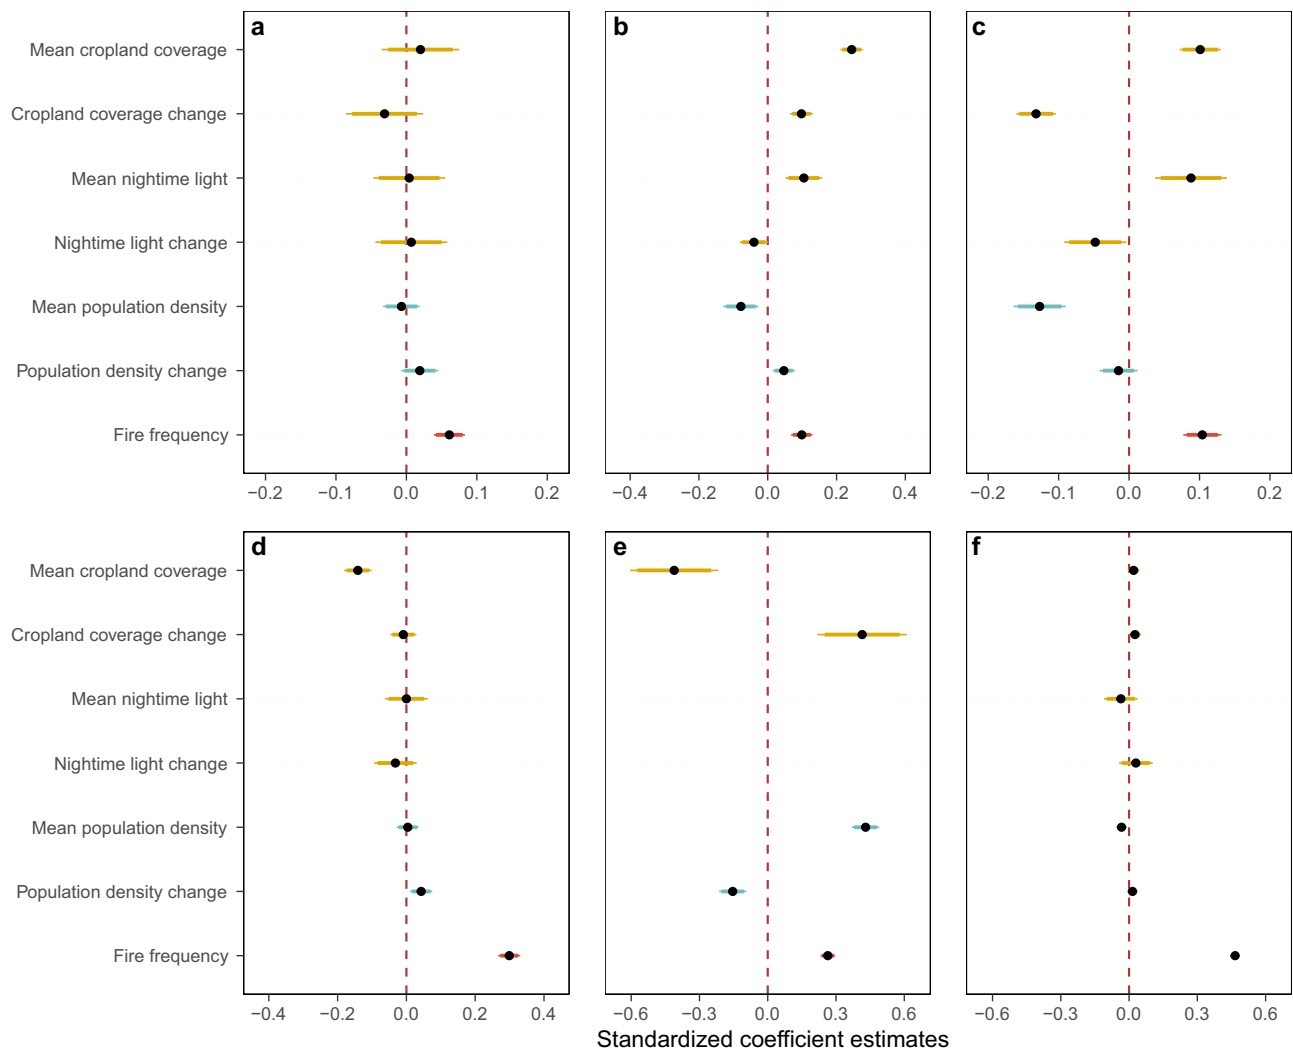 a b c
Mean cropland coverage
Cropland coverage change
Mean nightime light
Nightime light change
Mean population density
Population density change
Fire frequency
−0.2 −0.1 0.0 0.1 0.2 −0.4 −0.2 0.0 0.2 0.4 −0.2 −0.1 0.0 0.1 0.2
d e f
Mean cropland coverage
Cropland coverage change
Mean nightime light
Nightime light change
Mean population density
Population density change
Fire frequency
−0.4 −0.2 0.0 0.2 0.4 −0.6 −0.3 0.0 0.3 0.6 −0.6 −0.3 0.0 0.3 0.6
Standardized coefficient estimates